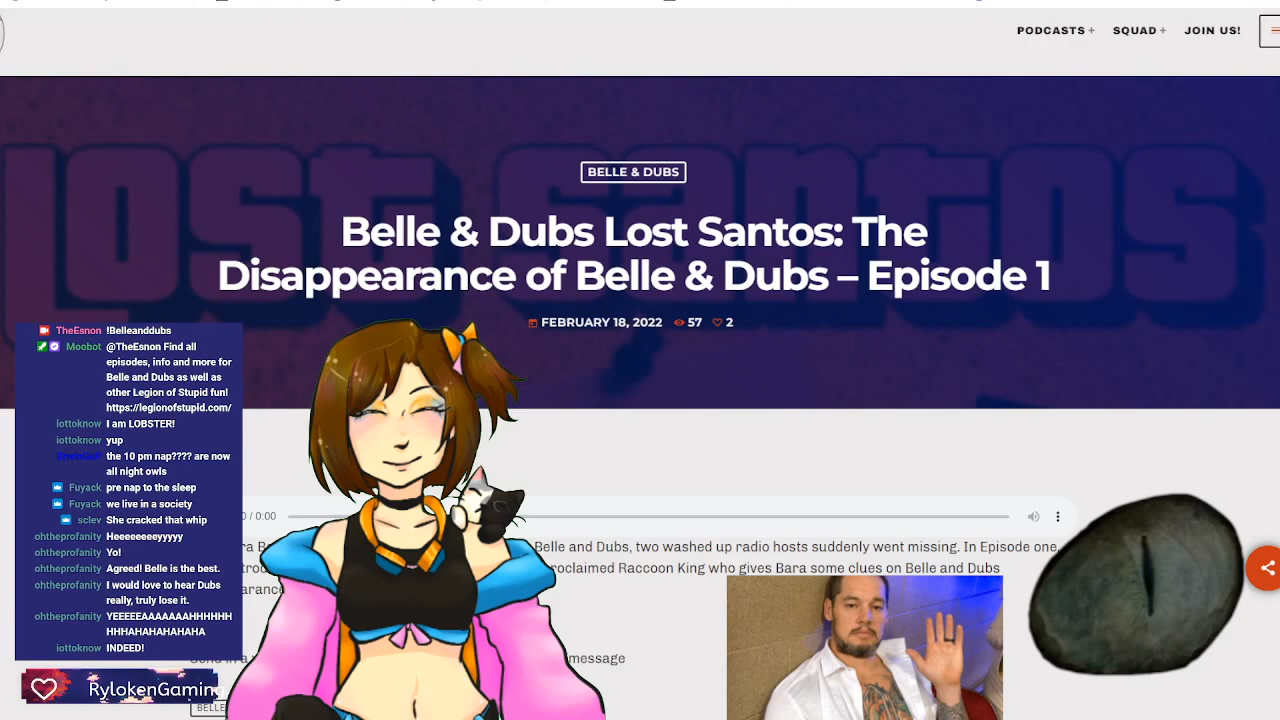 PODCASTS+
SQUAD+
JOIN US!
LOST SANTOS
BELLE & DUBS
Belle & Dubs Lost Santos: The
Disappearance of Belle & Dubs – Episode 1
FEBRUARY 18, 2022
57
2
TheEsnon !Belleanddubs
Moobot @TheEsnon Find all
episodes, info and more for
Belle and Dubs as well as
other Legion of Stupid fun!
https://legionofstupid.com/
iottoknow I am LOBSTER!
iottoknow yup
the 10 pm nap???? are now
all night owls
Fuyack pre nap to the sleep
Fuyack we live in a society
sclev She cracked that whip
ohtheprofanity Heeeeeeeyyyyy
ohtheprofanity Yo!
ohtheprofanity Agreed! Belle is the best.
ohtheprofanity I would love to hear Dubs
really, truly lose it.
ohtheprofanity YEEEEEAAAAAAAHHHHHH
HHHAHAHAHAHAHA
iottoknow INDEED!
RylokenGaming
0 / 0:00
Belle and Dubs, two washed up radio hosts suddenly went missing. In Episode one,
roclaimed Raccoon King who gives Bara some clues on Belle and Dubs
arance
message
BELLE